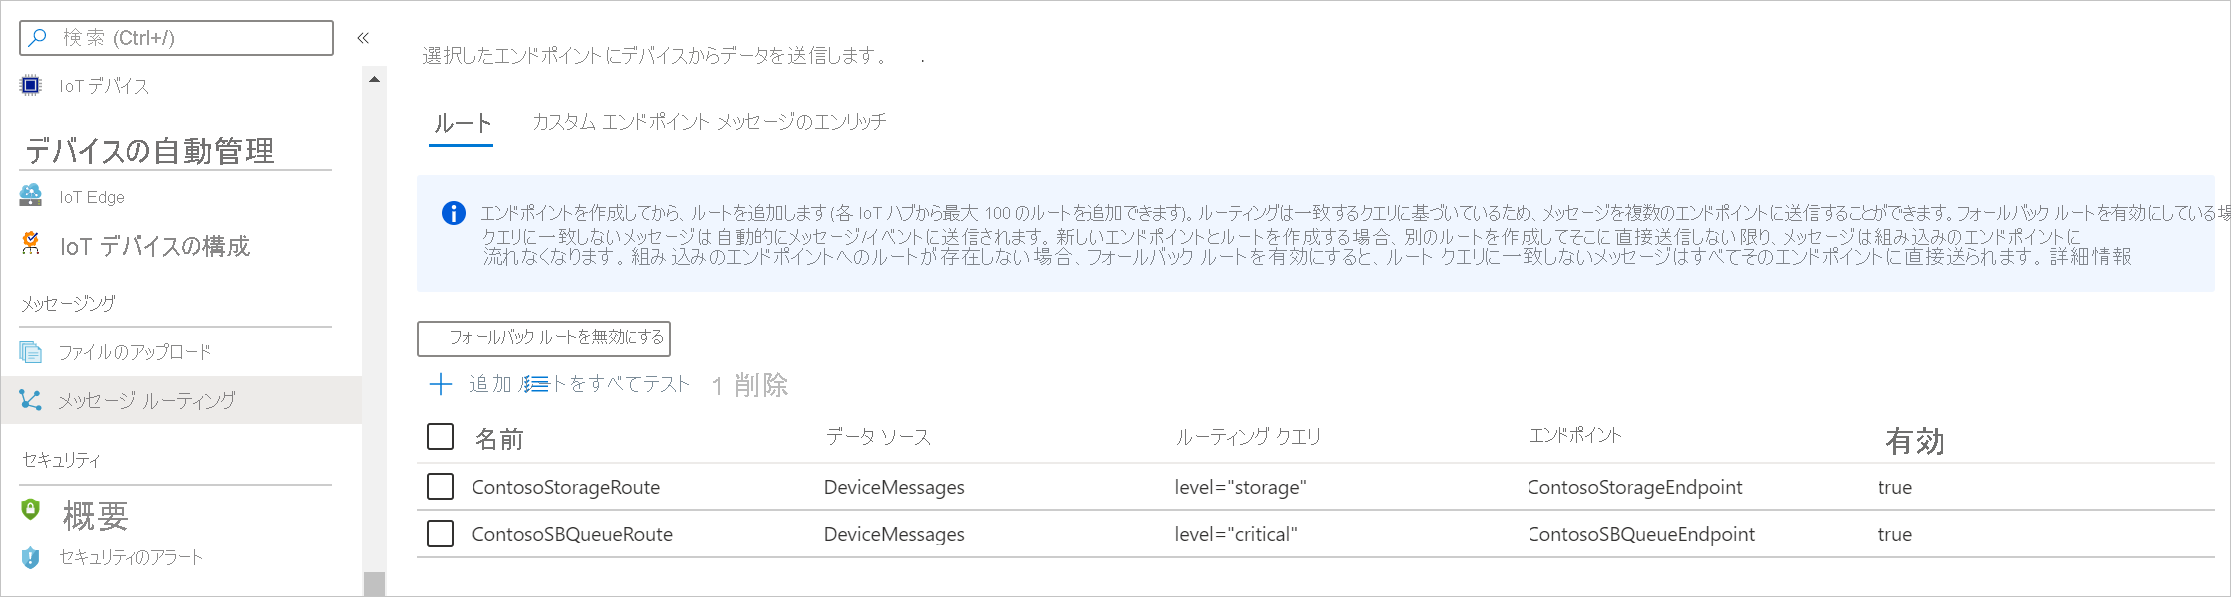 検索 (Ctrl+/)
IoT デバイス
デバイスの自動管理
IoT Edge
IoT デバイスの構成
メッセージング
ファイルのアップロード
メッセージ ルーティング
セキュリティ
概要
セキュリティのアラート
選択したエンドポイントにデバイスからデータを送信します。 .
ルート カスタム エンドポイント メッセージのエンリッチ
エンドポイントを作成してから、ルートを追加します (各 IoT ハブから最大 100 のルートを追加できます)。ルーティングは一致するクエリに基づいているため、メッセージを複数のエンドポイントに送信することができます。フォールバック ルートを有効にしている場
クエリに一致しないメッセージは自動的にメッセージ/イベントに送信されます。新しいエンドポイントとルートを作成する場合、別のルートを作成してそこに直接送信しない限り、メッセージは組み込みのエンドポイントに
流れなくなります。組み込みのエンドポイントへのルートが存在しない場合、フォールバック ルートを有効にすると、ルート クエリに一致しないメッセージはすべてそのエンドポイントに直接送られます。詳細情報
フォールバック ルートを無効にする
追加 ルートをすべてテスト 1 削除
名前 データ ソース ルーティング クエリ エンドポイント 有効
ContosoStorageRoute DeviceMessages level="storage" ContosoStorageEndpoint true
ContosoSBQueueRoute DeviceMessages level="critical" ContosoSBQueueEndpoint true